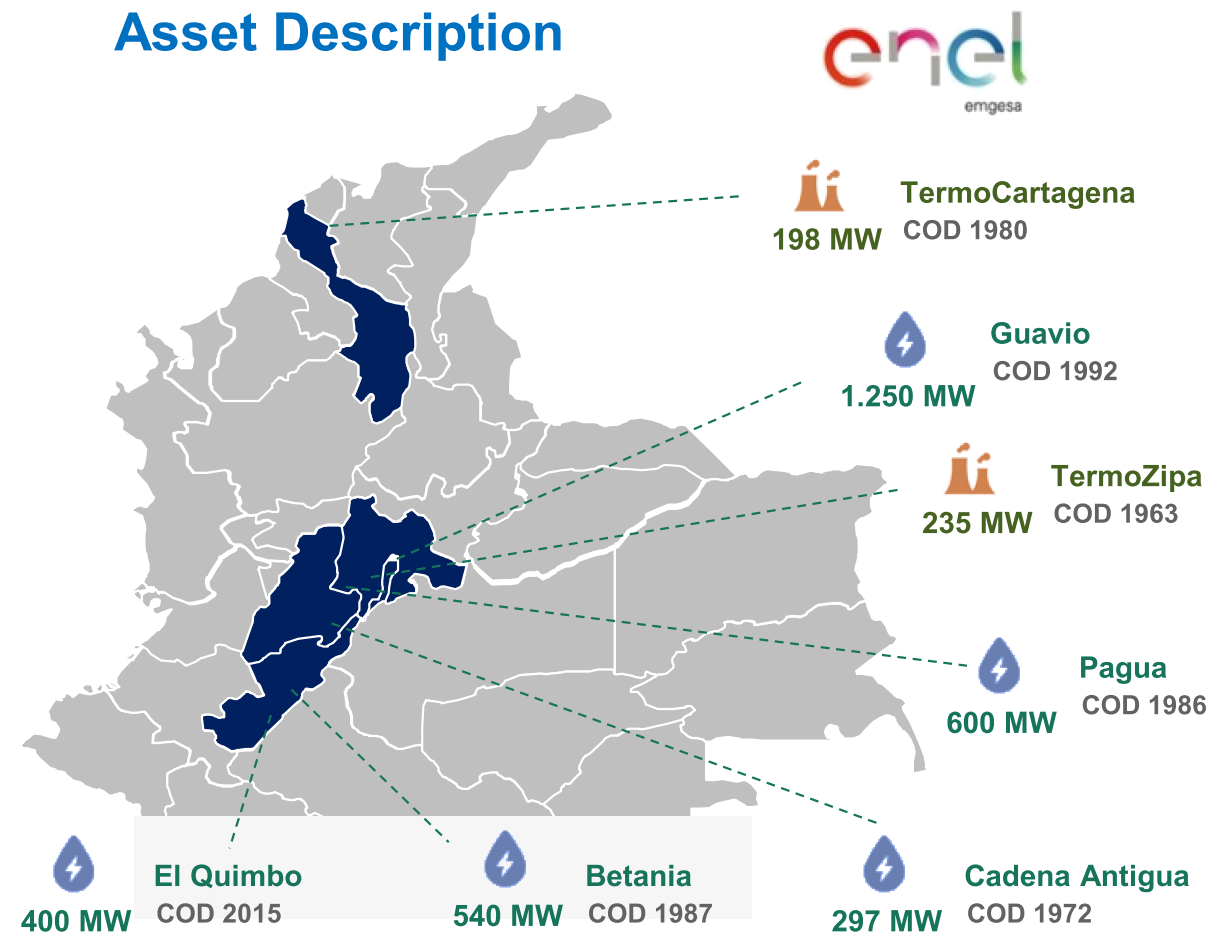 Asset Description
enel
emgesa
TermoCartagena
198 MW
COD 1980
Guavio
COD 1992
1.250 MW
TermoZipa
COD 1963
235 MW
Pagua
COD 1986
600 MW
El Quimbo
COD 2015
400 MW
Betania
COD 1987
540 MW
Cadena Antigua
COD 1972
297 MW